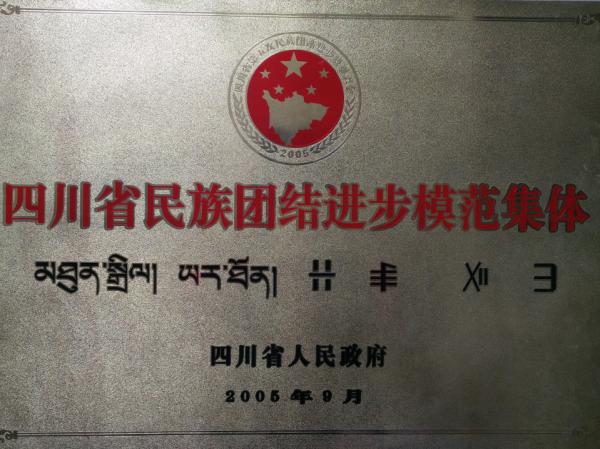 2005
四川省民族团结进步模范集体
མཐུན་སྒྲིལ། ཡར་ཐོན།
四川省人民政府
2005年9月